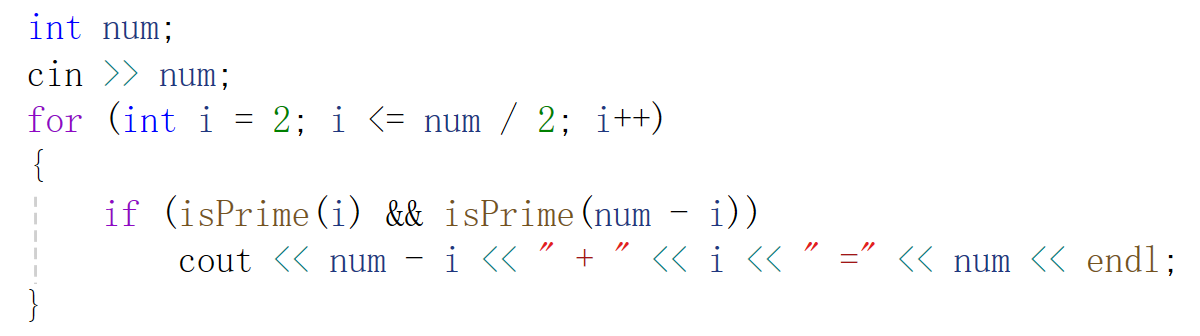 int num;
cin >> num;
for (int i = 2; i <= num / 2; i++)
{
    if (isPrime(i) && isPrime(num - i))
        cout << num - i << " + " << i << " =" << num << endl;
}